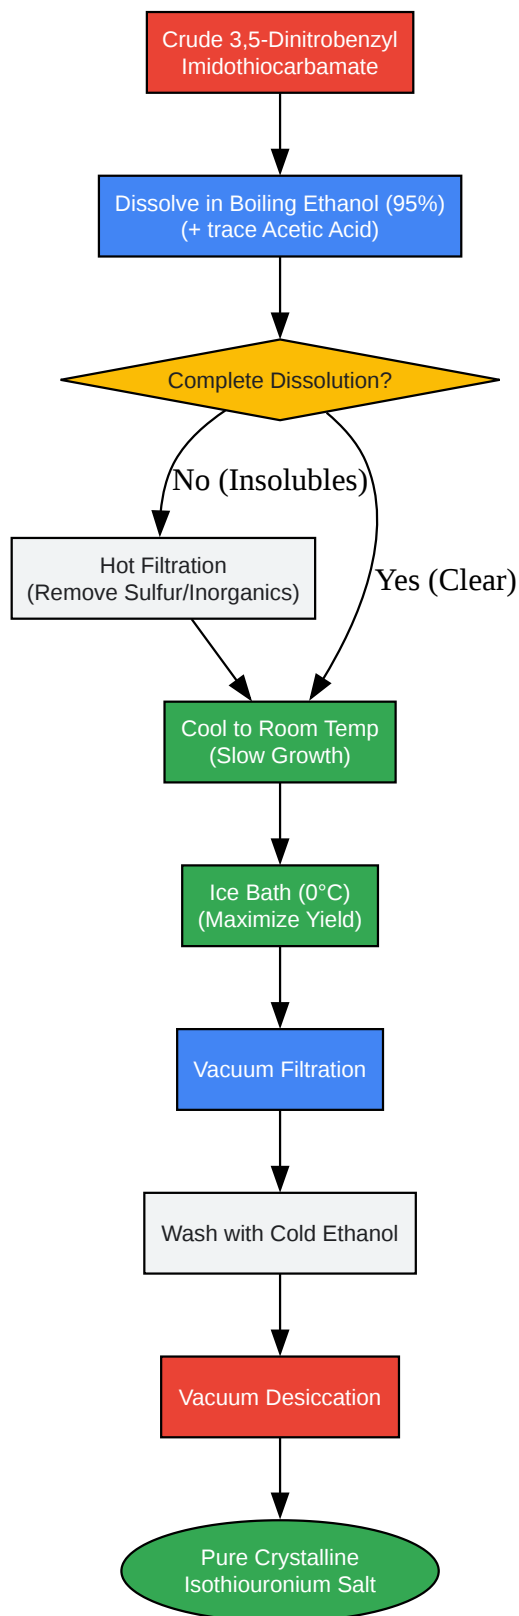 Crude 3,5-Dinitrobenzyl
Imidothiocarbamate
Dissolve in Boiling Ethanol (95%)
(+ trace Acetic Acid)
Complete Dissolution?
No (Insolubles)
Hot Filtration
(Remove Sulfur/Inorganics)
Yes (Clear)
Cool to Room Temp
(Slow Growth)
Ice Bath (0°C)
(Maximize Yield)
Vacuum Filtration
Wash with Cold Ethanol
Vacuum Desiccation
Pure Crystalline
Isothiouronium Salt